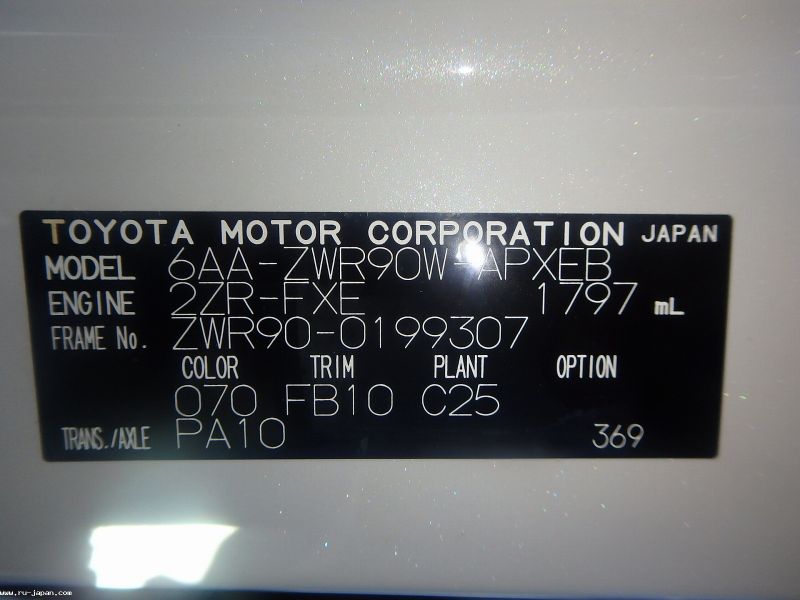 TOYOTA MOTOR CORPORATION JAPAN
MODEL 6AA-ZWR90W-APXEB
ENGINE 2ZR-FXE 1797 mL
FRAME No. ZWR90-0199307
COLOR TRIM PLANT OPTION
070 FB10 C25
TRANS./AXLE PA10 369
www.ru-japan.com